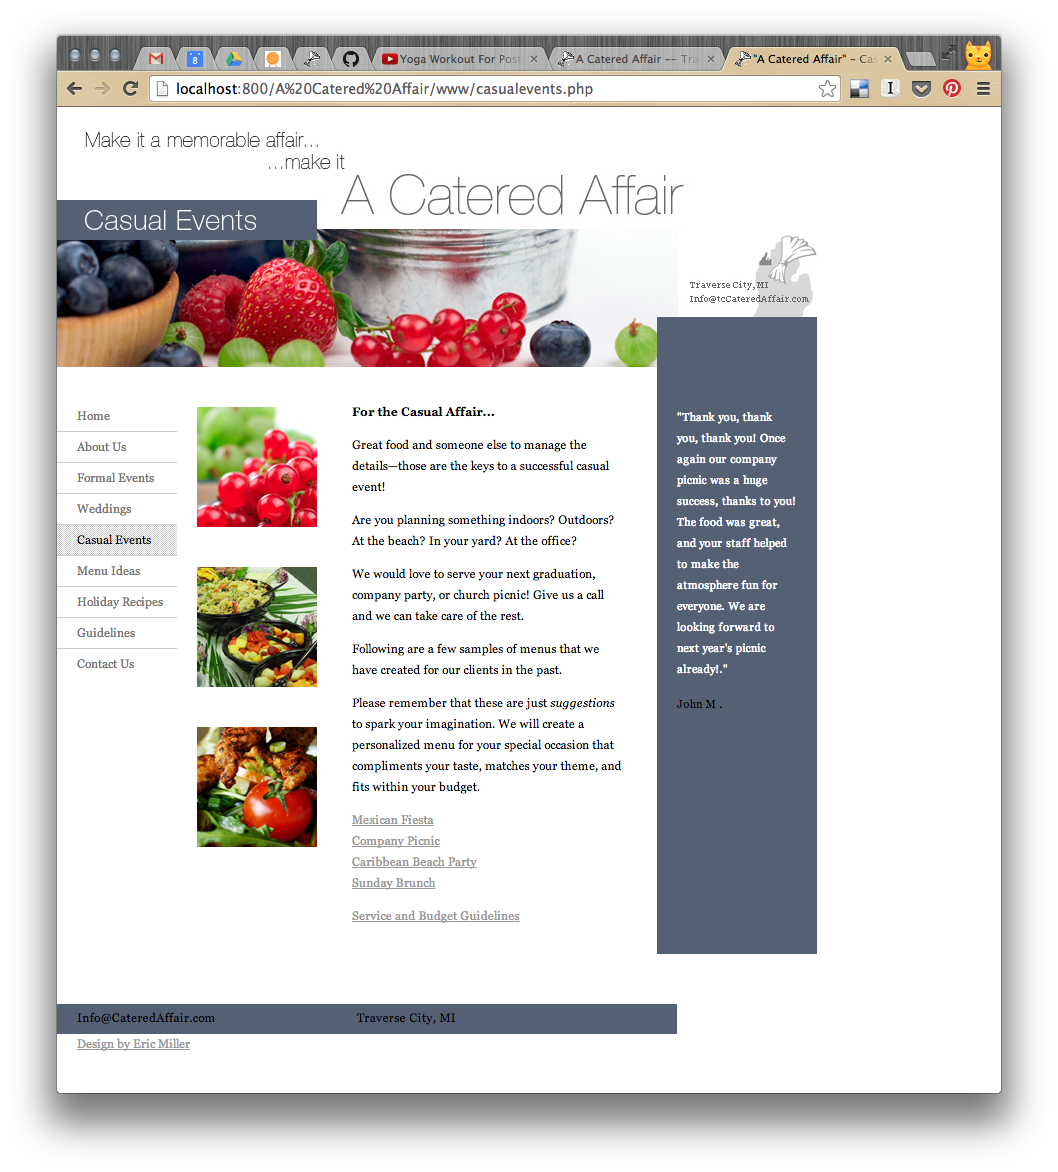 8
Yoga Workout For Post
A Catered Affair -- Tra
"A Catered Affair" - Cas
localhost:800/A%20Catered%20Affair/www/casualevents.php
Make it a memorable affair...
...make it
A Catered Affair
Casual Events
Traverse City, MI
Info@tcCateredAffair.com
Home
About Us
Formal Events
Weddings
Casual Events
Menu Ideas
Holiday Recipes
Guidelines
Contact Us
For the Casual Affair...
Great food and someone else to manage the
details—those are the keys to a successful casual
event!
Are you planning something indoors? Outdoors?
At the beach? In your yard? At the office?
We would love to serve your next graduation,
company party, or church picnic! Give us a call
and we can take care of the rest.
Following are a few samples of menus that we
have created for our clients in the past.
Please remember that these are just suggestions
to spark your imagination. We will create a
personalized menu for your special occasion that
compliments your taste, matches your theme, and
fits within your budget.
Mexican Fiesta
Company Picnic
Caribbean Beach Party
Sunday Brunch
Service and Budget Guidelines
"Thank you, thank
you, thank you! Once
again our company
picnic was a huge
success, thanks to you!
The food was great,
and your staff helped
to make the
atmosphere fun for
everyone. We are
looking forward to
next year's picnic
already!."
John M .
Info@CateredAffair.com
Traverse City, MI
Design by Eric Miller